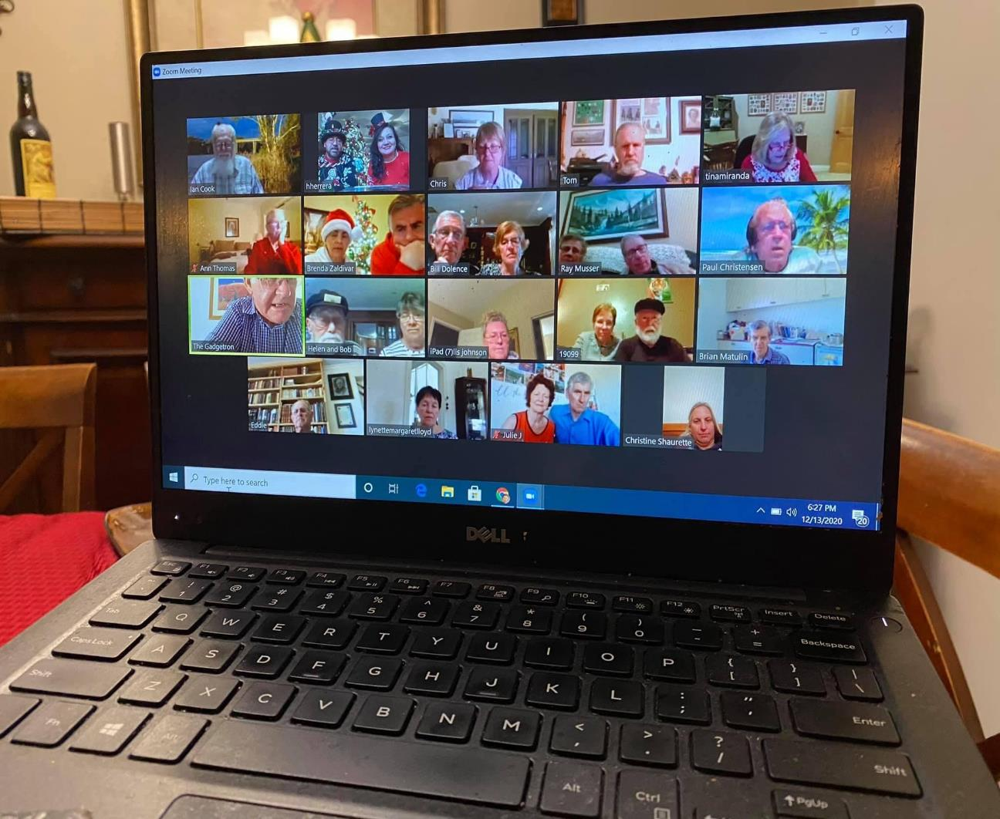 Zoom Meeting
Ian Cook
hherrera
Chris
Tom
tinamiranda
Ann Thomas
Brenda Zaldivar
Bill Dolence
Ray Musser
Paul Christensen
The Gadgetron
Helen and Bob
iPad (7)lis johnson
19099
Brian Matulin
Eddie
lynettemargaretlloyd
Julie J
Christine Shaurette
Type here to search
6:27 PM
12/13/2020
20
DELL
Esc F1 F2 F3 F4 F5 F6 F7 F8 F9 F10 F11 F12 PrtScr Insert Delete
~ ` ! 1 @ 2 # 3 $ 4 % 5 ^ 6 & 7 * 8 ( 9 ) 0 _ - + = Backspace
Tab Q W E R T Y U I O P { [ } ] | \
Caps Lock A S D F G H J K L : ; " , Enter
Shift Z X C V B N M < , > . ? / Shift
Fn Alt Alt Ctrl PgUp